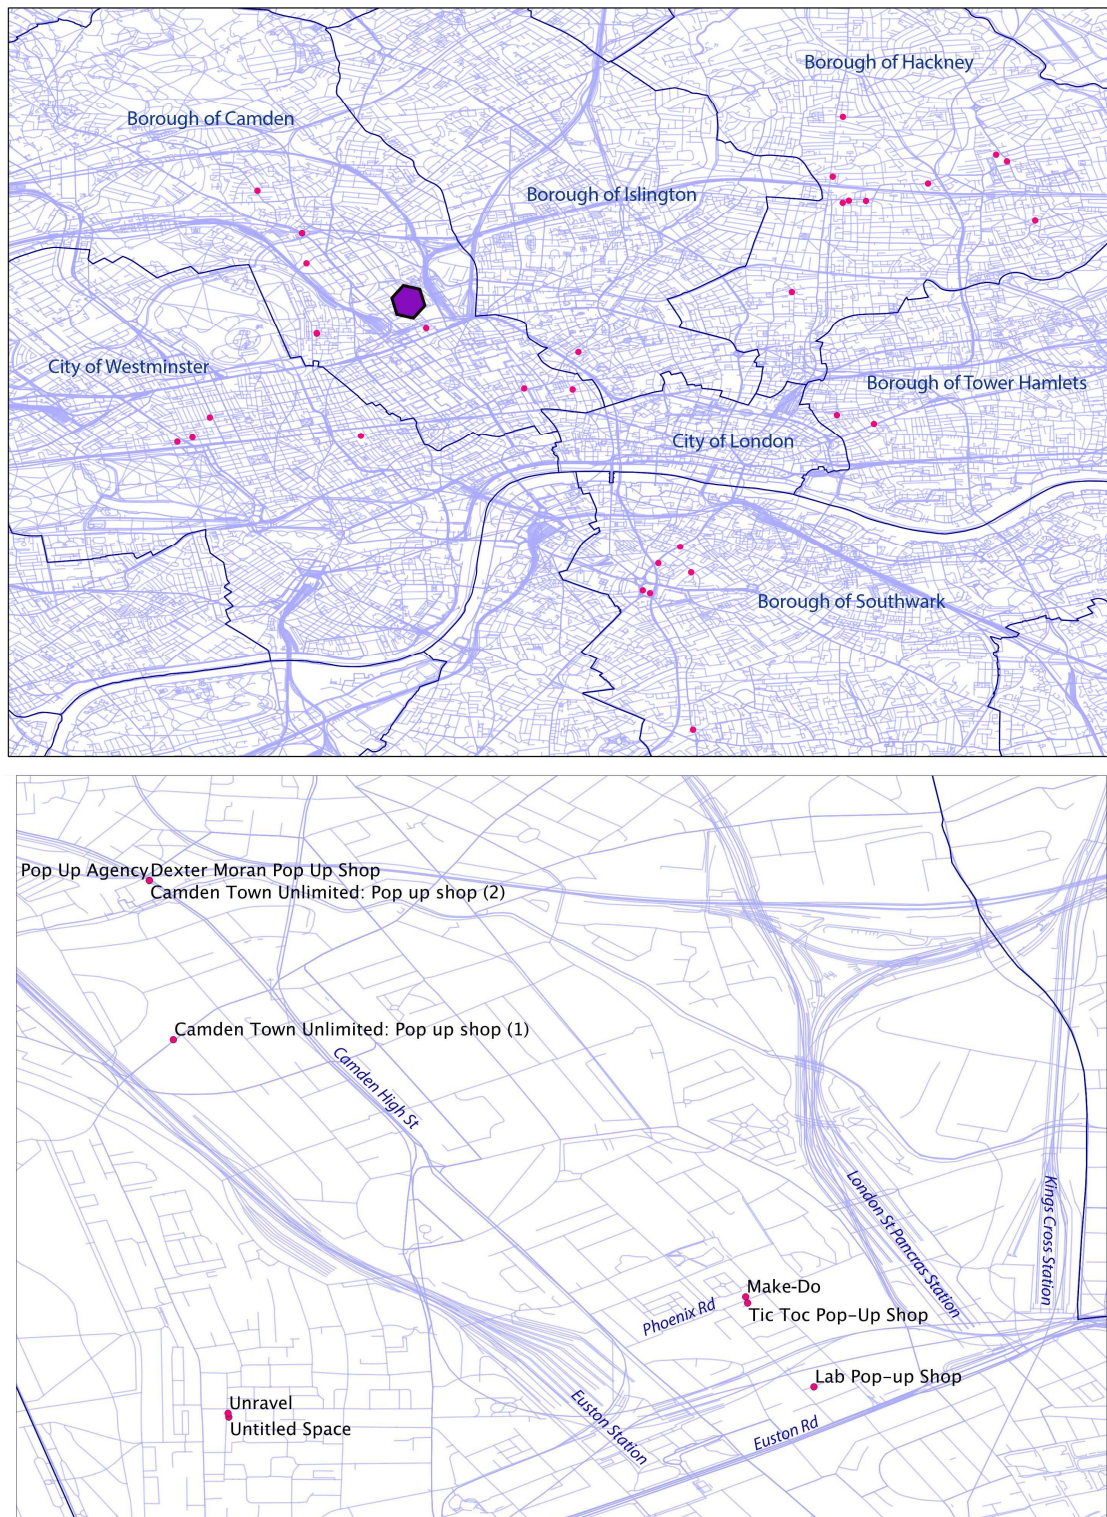 Borough of Hackney
Borough of Camden
Borough of Islington
City of Westminster
Borough of Tower Hamlets
City of London
Borough of Southwark
Pop Up Agency
Dexter Moran Pop Up Shop
Camden Town Unlimited: Pop up shop (2)
Camden Town Unlimited: Pop up shop (1)
Camden High St
London St Pancras Station
Kings Cross Station
Make-Do
Phoenix Rd
Tic Toc Pop-Up Shop
Lab Pop-up Shop
Unravel
Untitled Space
Euston Station
Euston Rd